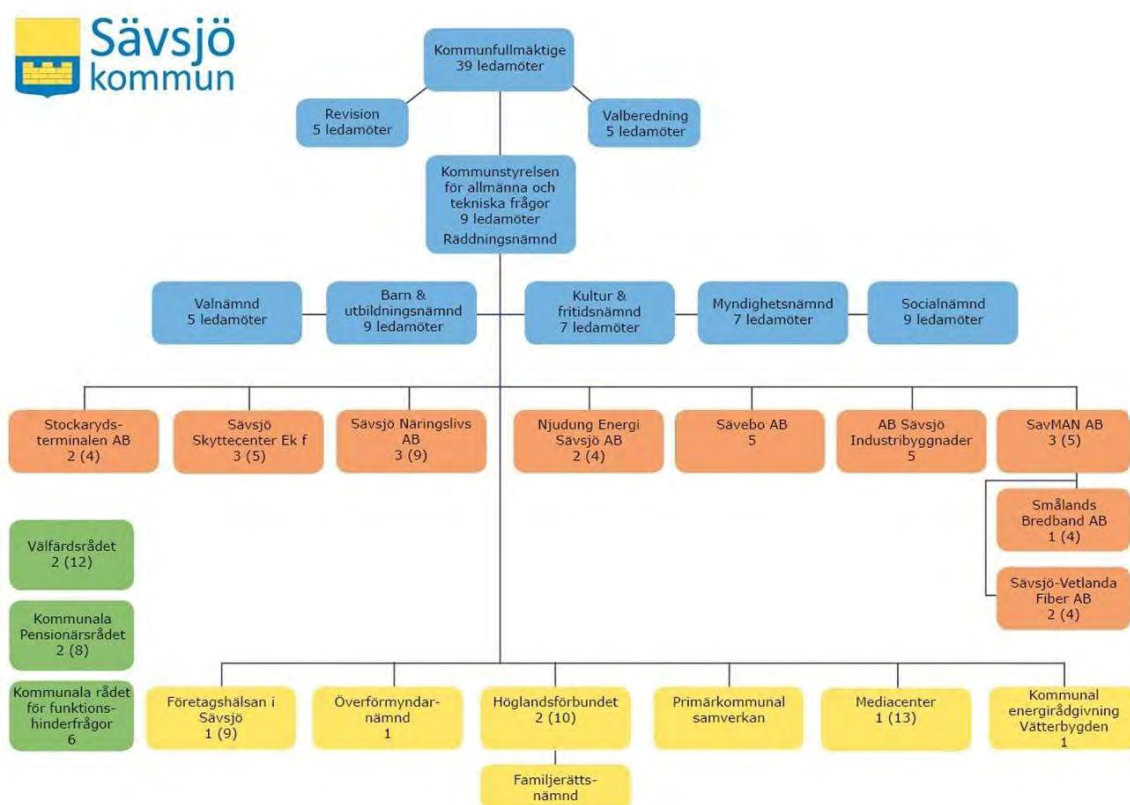 Sävsjö
kommun
Kommunfullmäktige
39 ledamöter
Revision
5 ledamöter
Valberedning
5 ledamöter
Kommunstyrelsen
för allmänna och
tekniska frågor
9 ledamöter
Räddningsnämnd
Valnämnd
5 ledamöter
Barn &
utbildningsnämnd
9 ledamöter
Kultur &
fritidsnämnd
7 ledamöter
Myndighetsnämnd
7 ledamöter
Socialnämnd
9 ledamöter
Stockaryds-
terminalen AB
2 (4)
Sävsjö
Skyttecenter Ek f
3 (5)
Sävsjö Näringslivs
AB
3 (9)
Njudung Energi
Sävsjö AB
2 (4)
Sävebo AB
5
AB Sävsjö
Industribyggnader
5
SavMAN AB
3 (5)
Smålands
Bredband AB
1 (4)
Sävsjö-Vetlanda
Fiber AB
2 (4)
Välfärdsrådet
2 (12)
Kommunala
Pensionärsrådet
2 (8)
Kommunala rådet
för funktions-
hinderfrågor
6
Företagshälsan i
Sävsjö
1 (9)
Överförmyndar-
nämnd
1
Höglandsförbundet
2 (10)
Primärkommunal
samverkan
Mediacenter
1 (13)
Kommunal
energirådgivning
Vätterbygden
1
Familjerätts-
nämnd